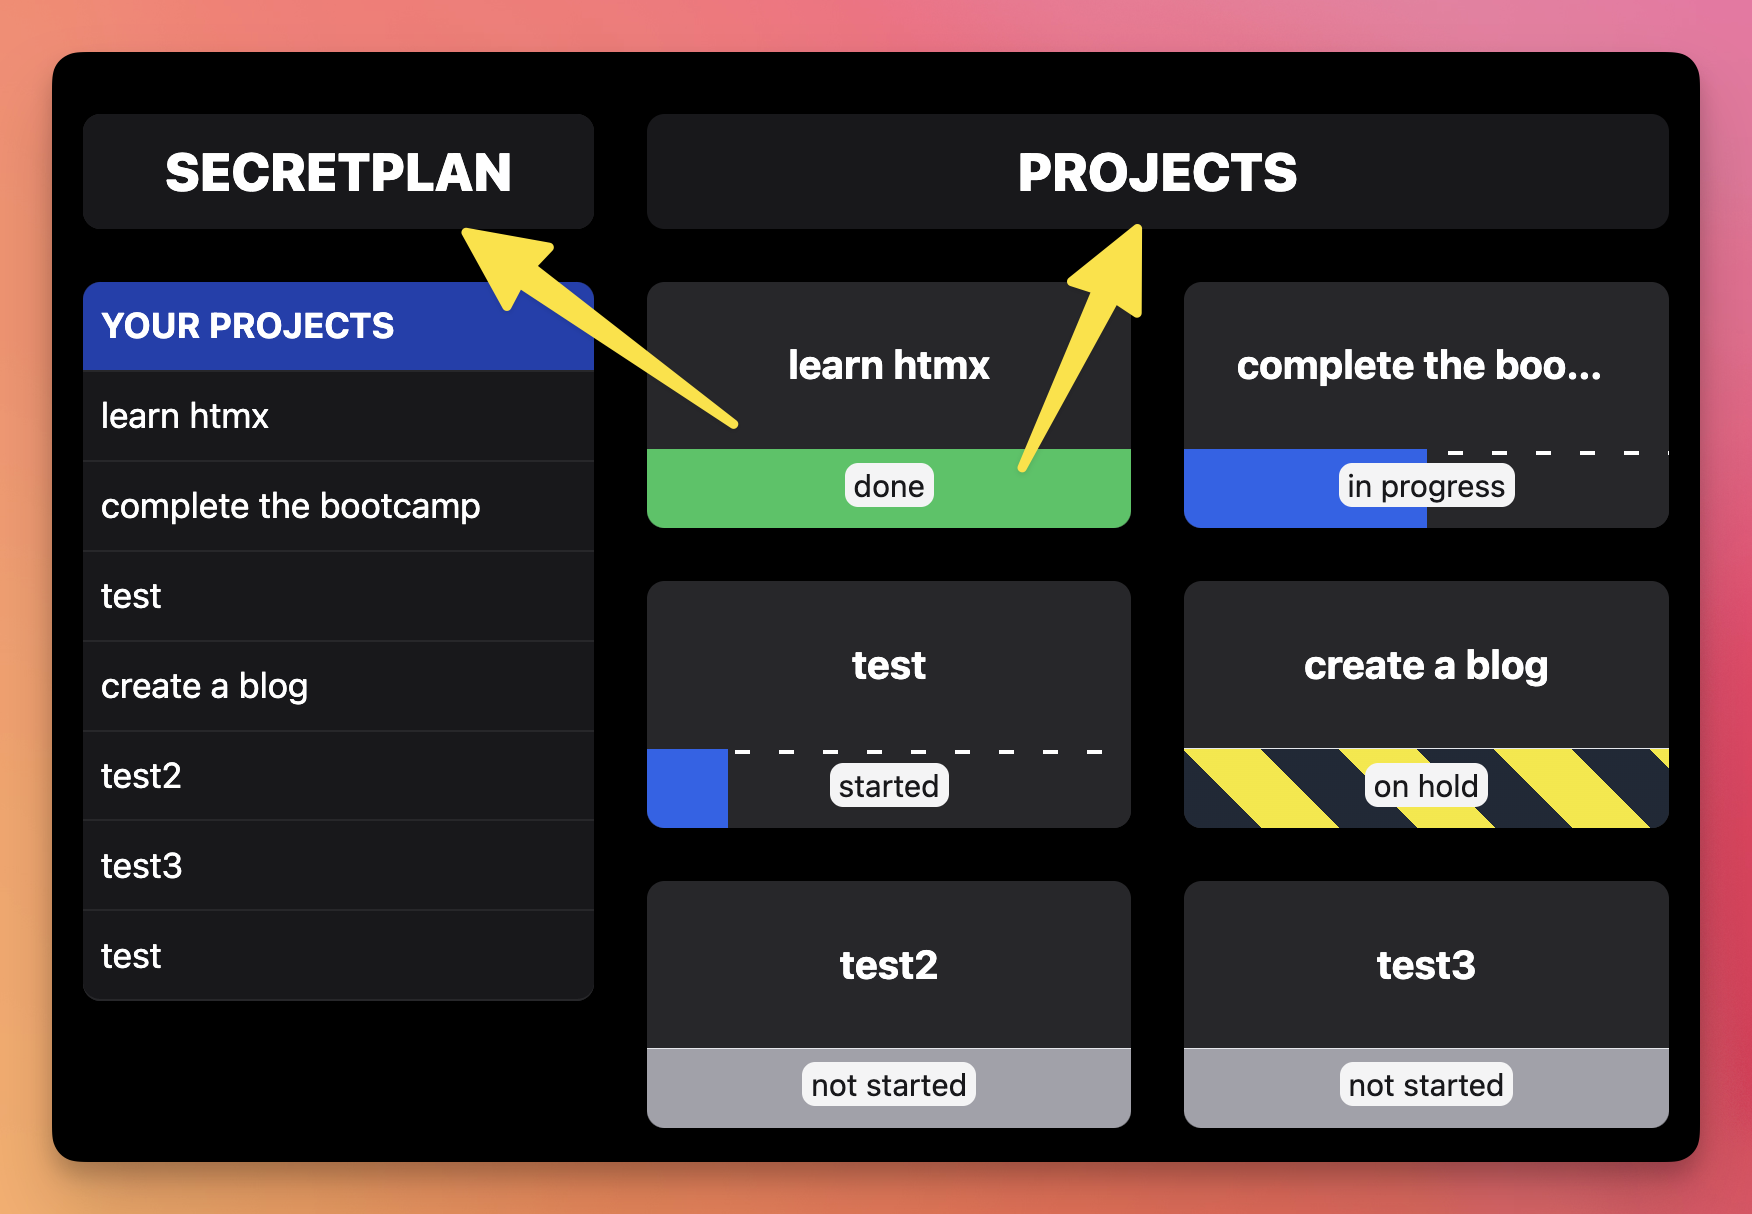 SECRETPLAN
PROJECTS
YOUR PROJECTS
learn htmx
complete the bootcamp
test
create a blog
test2
test3
test
learn htmx
done
complete the boo...
in progress
test
started
create a blog
on hold
test2
not started
test3
not started